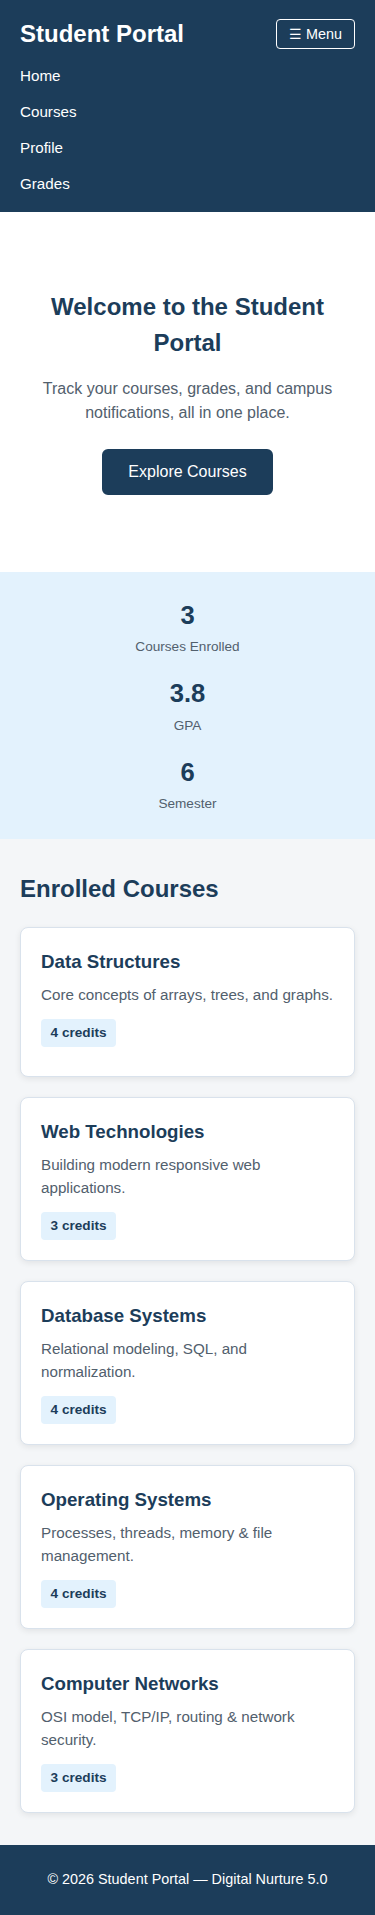 Student Portal
☰ Menu
Home
Courses
Profile
Grades
Welcome to the Student
Portal
Track your courses, grades, and campus
notifications, all in one place.
Explore Courses
3
Courses Enrolled
3.8
GPA
6
Semester
Enrolled Courses
Data Structures
Core concepts of arrays, trees, and graphs.
4 credits
Web Technologies
Building modern responsive web
applications.
3 credits
Database Systems
Relational modeling, SQL, and
normalization.
4 credits
Operating Systems
Processes, threads, memory & file
management.
4 credits
Computer Networks
OSI model, TCP/IP, routing & network
security.
3 credits
© 2026 Student Portal — Digital Nurture 5.0